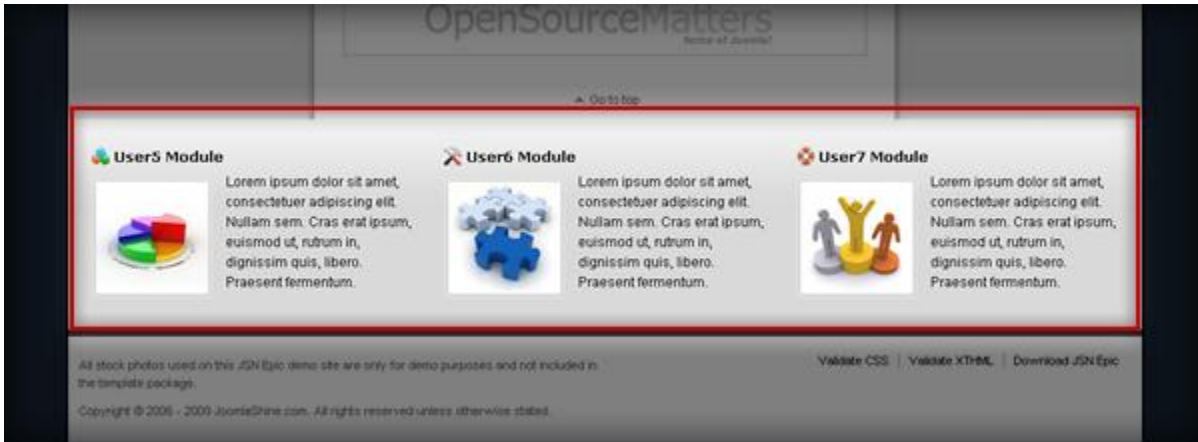 OpenSourceMatters
home of Joomla!
Go to top
User5 Module
Lorem ipsum dolor sit amet,
consectetuer adipiscing elit.
Nullam sem. Cras erat ipsum,
euismod ut, rutrum in,
dignissim quis, libero.
Praesent fermentum.
User6 Module
Lorem ipsum dolor sit amet,
consectetuer adipiscing elit.
Nullam sem. Cras erat ipsum,
euismod ut, rutrum in,
dignissim quis, libero.
Praesent fermentum.
User7 Module
Lorem ipsum dolor sit amet,
consectetuer adipiscing elit.
Nullam sem. Cras erat ipsum,
euismod ut, rutrum in,
dignissim quis, libero.
Praesent fermentum.
All stock photos used on this JSN Epic demo site are only for demo purposes and not included in
the template package.
Copyright © 2006 - 2009 JoomlaShine.com. All rights reserved unless otherwise stated.
Validate CSS | Validate XTHML | Download JSN Epic